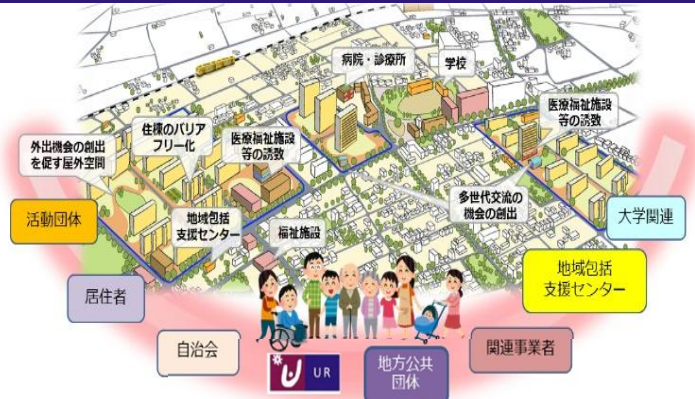 病院・診療所
学校
医療福祉施設
等の誘致
住棟のバリア
フリー化
医療福祉施設
等の誘致
外出機会の創出
を促す屋外空間
多世代交流の
機会の創出
活動団体
地域包括
支援センター
福祉施設
大学関連
地域包括
支援センター
居住者
自治会
UR
地方公共
団体
関連事業者